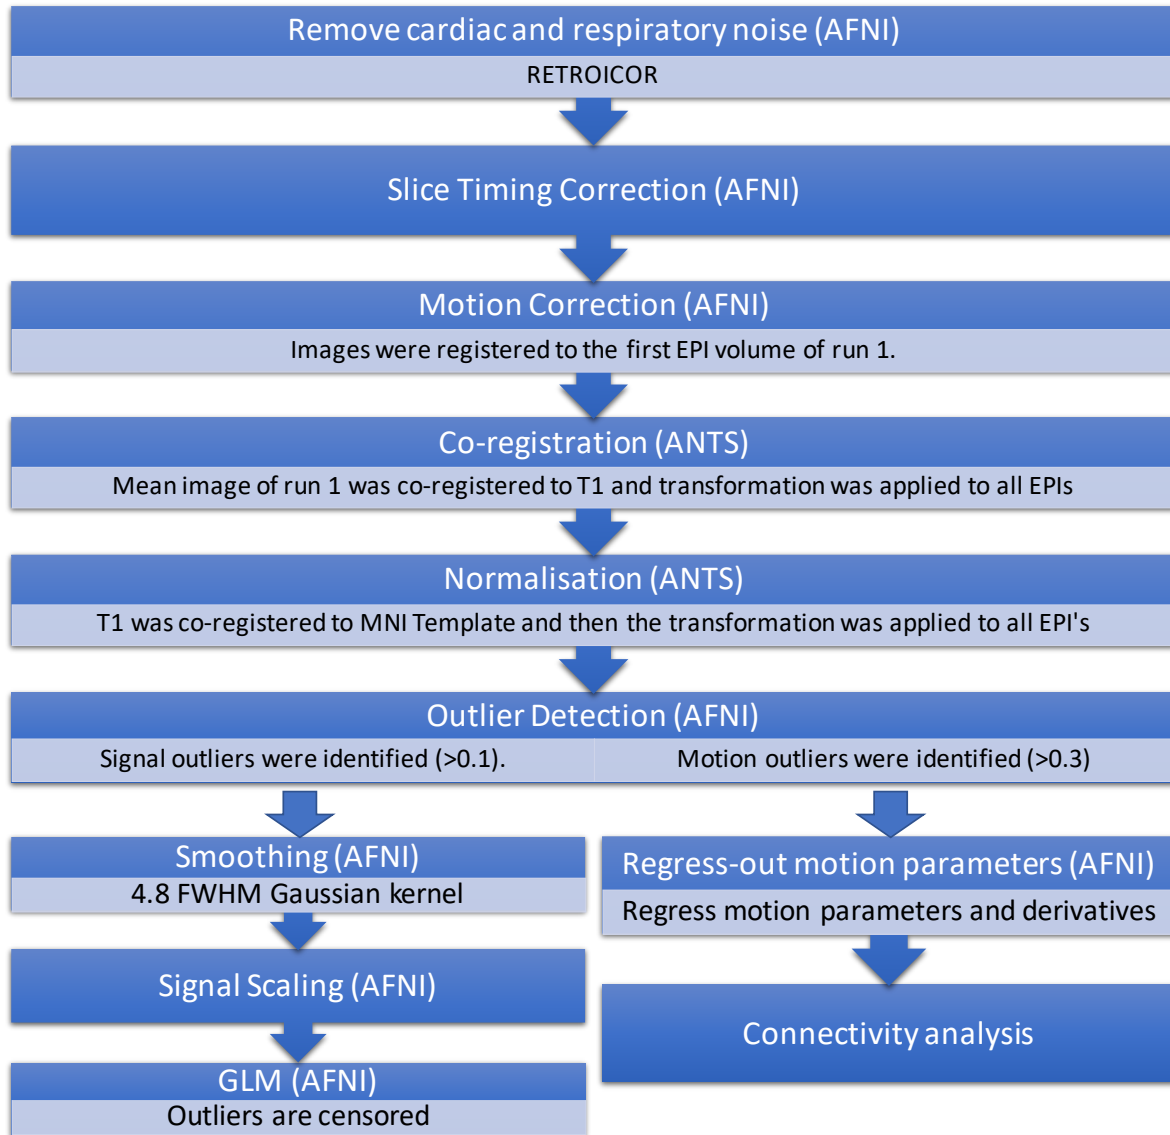 Remove cardiac and respiratory noise (AFNI)
RETROICOR
Slice Timing Correction (AFNI)
Motion Correction (AFNI)
Images were registered to the first EPI volume of run 1.
Co-registration (ANTS)
Mean image of run 1 was co-registered to T1 and transformation was applied to all EPIs
Normalisation (ANTS)
T1 was co-registered to MNI Template and then the transformation was applied to all EPI's
Outlier Detection (AFNI)
Signal outliers were identified (>0.1).
Motion outliers were identified (>0.3)
Smoothing (AFNI)
4.8 FWHM Gaussian kernel
Signal Scaling (AFNI)
GLM (AFNI)
Outliers are censored
Regress-out motion parameters (AFNI)
Regress motion parameters and derivatives
Connectivity analysis